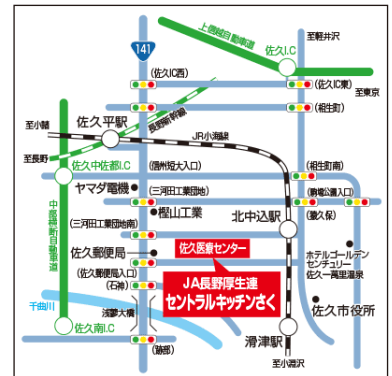 上信越自動車道
佐久I.C
至軽井沢
至東京
141
(佐久IC西)
(佐久IC東)
(相生町)
至小諸
佐久平駅
長野新幹線
JR小海線
至長野
佐久中佐都I.C
(信州短大入口)
(相生町南)
ヤマダ電機
(三河田工業団地)
(駒場公園入口)
樫山工業
(猿久保)
(三河田工業団地南)
北中込駅
中部横断自動車道
佐久医療センター
佐久郵便局
(佐久郵便局入口)
JA長野厚生連
セントラルキッチンさく
ホテルゴールデン
センチュリー
佐久一萬里温泉
(石神)
千曲川
浅蓼大橋
佐久市役所
佐久南I.C
滑津駅
(跡部)
至小淵沢